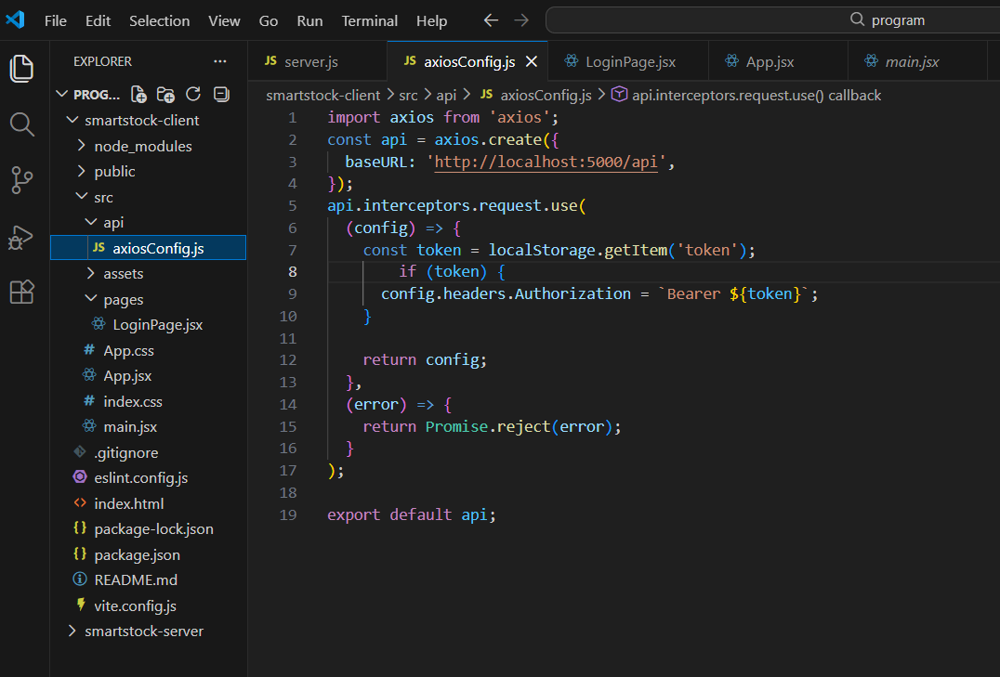 File Edit Selection View Go Run Terminal Help program
EXPLORER
PROG...
smartstock-client
node_modules
public
src
api
JS axiosConfig.js
assets
pages
LoginPage.jsx
# App.css
App.jsx
# index.css
main.jsx
.gitignore
eslint.config.js
<> index.html
{} package-lock.json
{} package.json
README.md
vite.config.js
smartstock-server
JS server.js JS axiosConfig.js LoginPage.jsx App.jsx main.jsx
smartstock-client > src > api > JS axiosConfig.js > api.interceptors.request.use() callback
1 import axios from 'axios';
2 const api = axios.create({
3   baseURL: 'http://localhost:5000/api',
4 });
5 api.interceptors.request.use(
6   (config) => {
7     const token = localStorage.getItem('token');
8         if (token) {
9       config.headers.Authorization = `Bearer ${token}`;
10     }
11
12     return config;
13   },
14   (error) => {
15     return Promise.reject(error);
16   }
17 );
18
19 export default api;